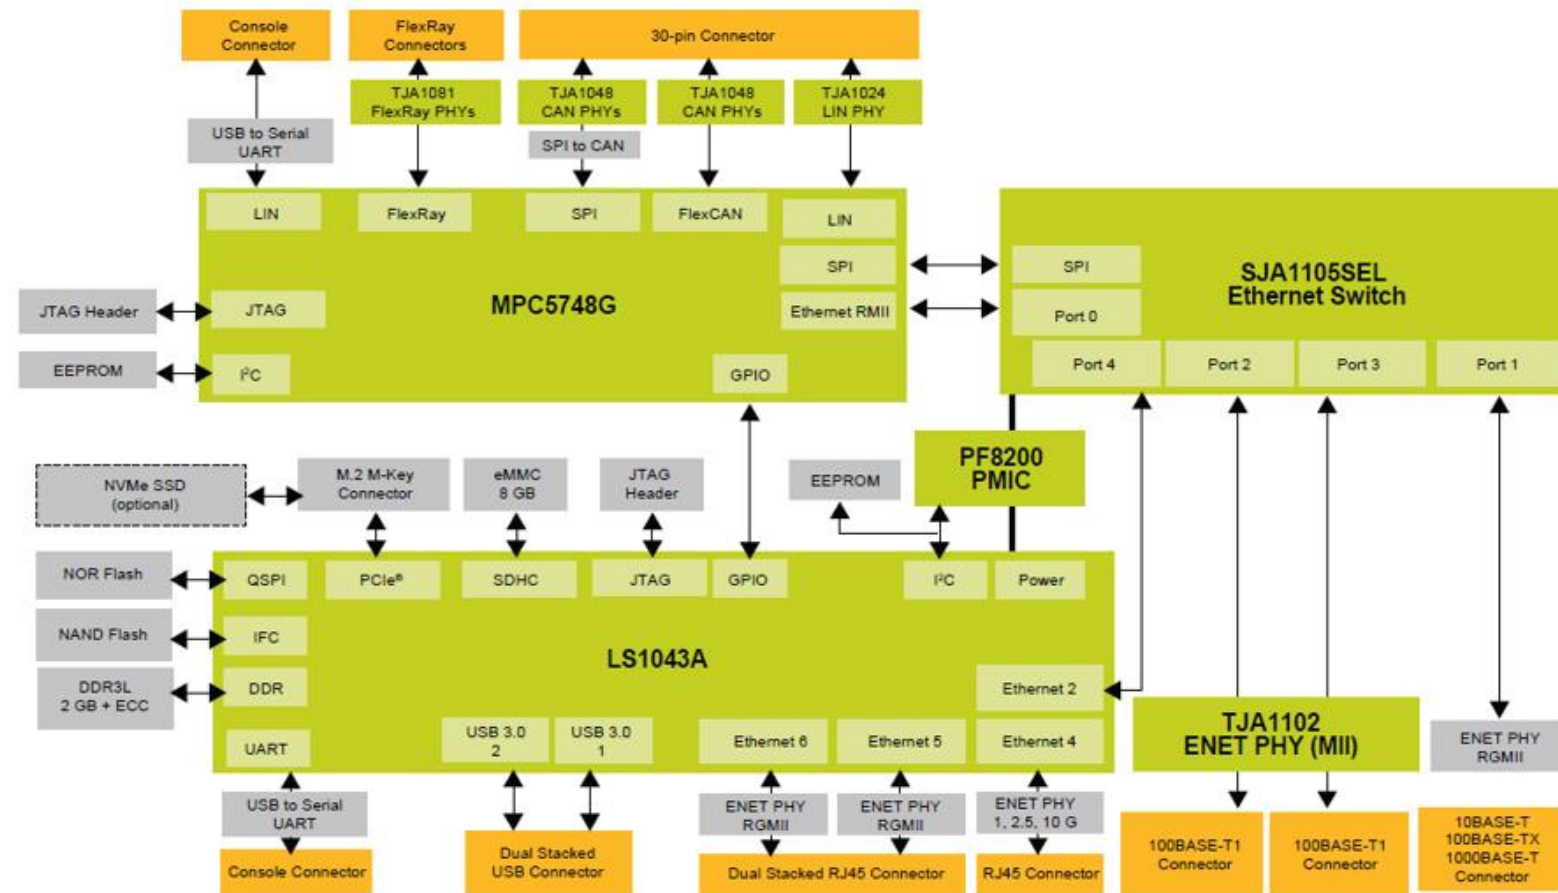 Console
Connector
FlexRay
Connectors
30-pin Connector
TJA1081
FlexRay PHYs
TJA1048
CAN PHYs
TJA1048
CAN PHYs
TJA1024
LIN PHY
USB to Serial
UART
SPI to CAN
LIN
FlexRay
SPI
FlexCAN
LIN
SPI
Ethernet RMII
MPC5748G
JTAG Header
JTAG
EEPROM
I²C
GPIO
SPI
SJA1105SEL
Ethernet Switch
Port 0
Port 4
Port 2
Port 3
Port 1
NVMe SSD
(optional)
M.2 M-Key
Connector
eMMC
8 GB
JTAG
Header
EEPROM
PF8200
PMIC
NOR Flash
QSPI
PCIe®
SDHC
JTAG
GPIO
I²C
Power
NAND Flash
IFC
LS1043A
DDR3L
2 GB + ECC
DDR
Ethernet 2
UART
USB 3.0
2
USB 3.0
1
Ethernet 6
Ethernet 5
Ethernet 4
TJA1102
ENET PHY (MII)
ENET PHY
RGMII
USB to Serial
UART
ENET PHY
RGMII
ENET PHY
RGMII
ENET PHY
1, 2.5, 10 G
Console Connector
Dual Stacked
USB Connector
Dual Stacked RJ45 Connector
RJ45 Connector
100BASE-T1
Connector
100BASE-T1
Connector
10BASE-T
100BASE-TX
1000BASE-T
Connector